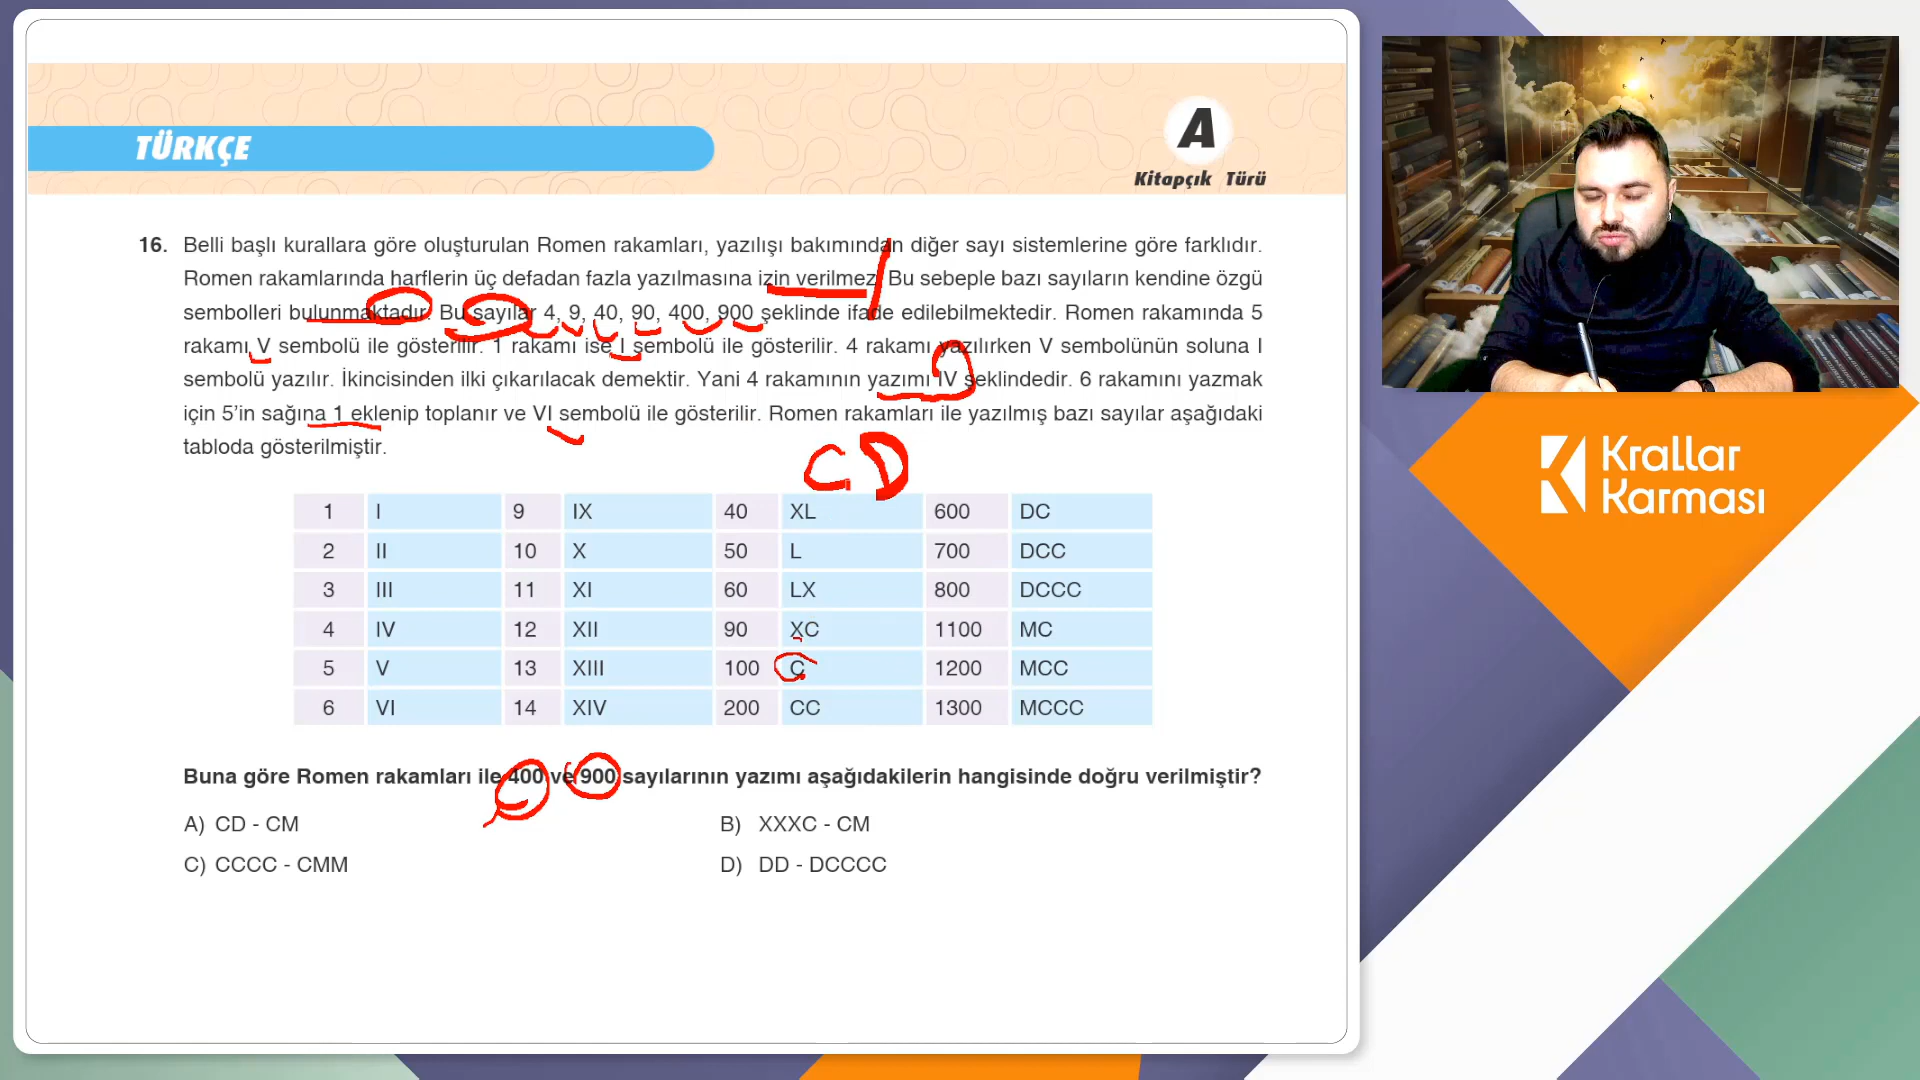 TÜRKÇE
A
Kitapçık Türü
16. Belli başlı kurallara göre oluşturulan Romen rakamları, yazılışı bakımından diğer sayı sistemlerine göre farklıdır.
Romen rakamlarında harflerin üç defadan fazla yazılmasına izin verilmez. Bu sebeple bazı sayıların kendine özgü
sembolleri bulunmaktadır. Bu sayılar 4, 9, 40, 90, 400, 900 şeklinde ifade edilebilmektedir. Romen rakamında 5
rakamı V sembolü ile gösterilir. 1 rakamı ise I sembolü ile gösterilir. 4 rakamı yazılırken V sembolünün soluna I
sembolü yazılır. İkincisinden ilki çıkarılacak demektir. Yani 4 rakamının yazımı IV şeklindedir. 6 rakamını yazmak
için 5’in sağına 1 eklenip toplanır ve VI sembolü ile gösterilir. Romen rakamları ile yazılmış bazı sayılar aşağıdaki
tabloda gösterilmiştir.
CD
1 I 9 IX 40 XL 600 DC
2 II 10 X 50 L 700 DCC
3 III 11 XI 60 LX 800 DCCC
4 IV 12 XII 90 XC 1100 MC
5 V 13 XIII 100 C 1200 MCC
6 VI 14 XIV 200 CC 1300 MCCC
Buna göre Romen rakamları ile 400 ve 900 sayılarının yazımı aşağıdakilerin hangisinde doğru verilmiştir?
A) CD - CM B) XXXC - CM
C) CCCC - CMM D) DD - DCCCC
Krallar
Karması